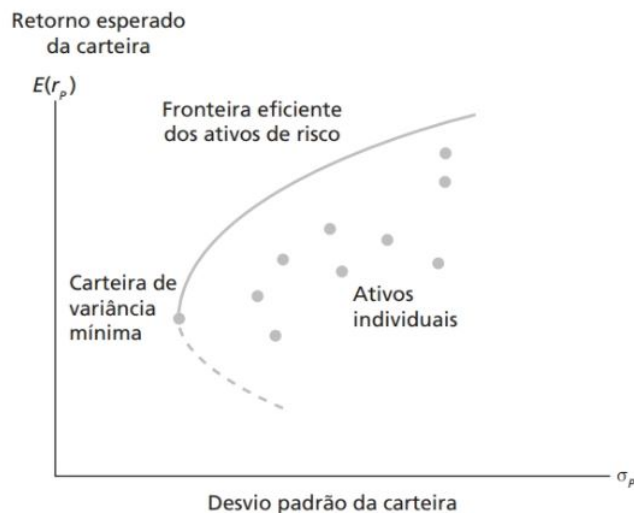 Retorno esperado
da carteira
E(r_P)
Fronteira eficiente
dos ativos de risco
Carteira de
variância
mínima
Ativos
individuais
σ_P
Desvio padrão da carteira